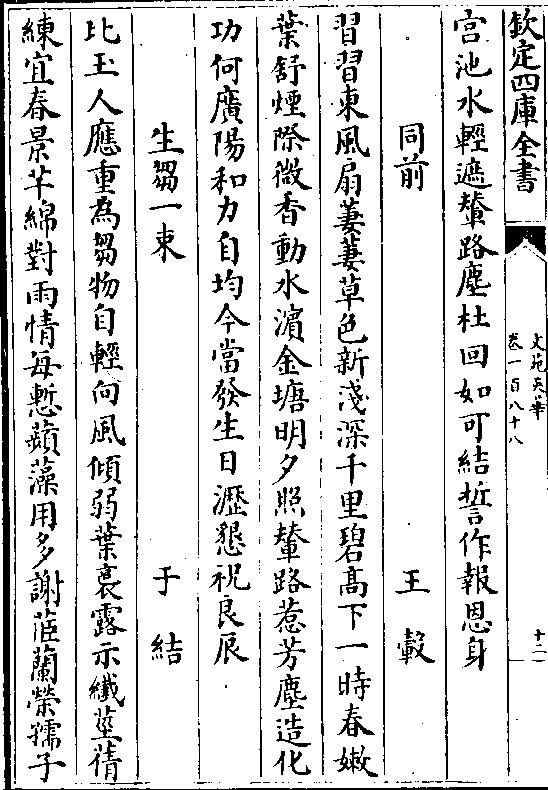 欽定四庫全書
文苑英華
卷一百八十八
十二
宫池水輕遮輦路塵杜回如可結誓作報恩身
同前 王轂
習習東風扇萋萋草色新淺深千里碧高下一時春嫩
葉舒煙際微香動水濵金塘明夕照輦路惹芳塵造化
功何廣陽和力自均今當發生日瀝懇祝良辰
生芻一束 于結
比玉人應重為芻物自輕向風傾弱葉裛露示纖莖蒨
練宜春景芊綿對雨情每慙蘋藻用多謝茝蘭榮孺子